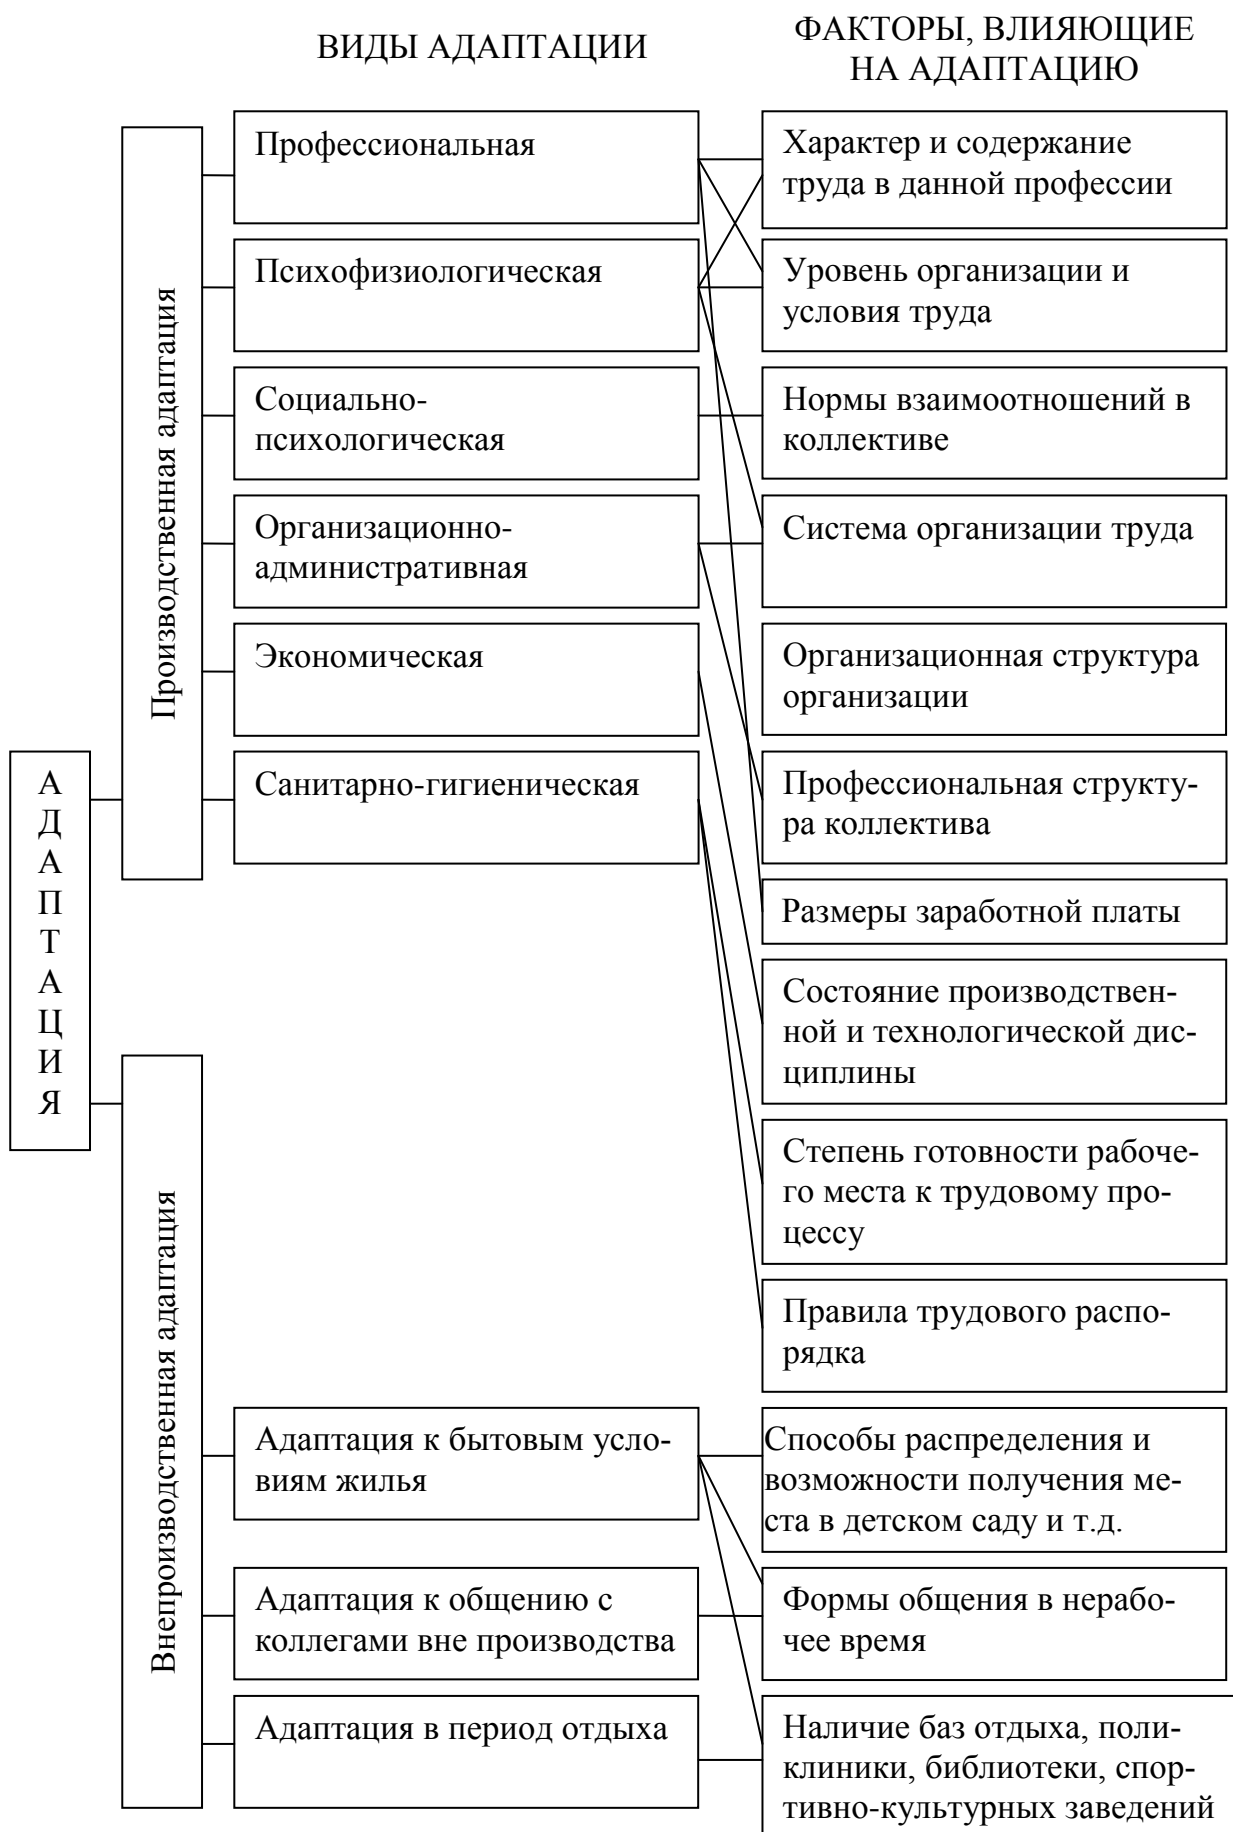 ВИДЫ АДАПТАЦИИ
ФАКТОРЫ, ВЛИЯЮЩИЕ
НА АДАПТАЦИЮ
АДАПТАЦИЯ
Производственная адаптация
Профессиональная
Психофизиологическая
Социально-
психологическая
Организационно-
административная
Экономическая
Санитарно-гигиеническая
Характер и содержание
труда в данной профессии
Уровень организации и
условия труда
Нормы взаимоотношений в
коллективе
Система организации труда
Организационная структура
организации
Профессиональная структу-
ра коллектива
Размеры заработной платы
Состояние производствен-
ной и технологической дис-
циплины
Степень готовности рабоче-
го места к трудовому про-
цессу
Правила трудового распо-
рядка
Внепроизводственная адаптация
Адаптация к бытовым усло-
виям жилья
Адаптация к общению с
коллегами вне производства
Адаптация в период отдыха
Способы распределения и
возможности получения ме-
ста в детском саду и т.д.
Формы общения в нерабо-
чее время
Наличие баз отдыха, поли-
клиники, библиотеки, спор-
тивно-культурных заведений